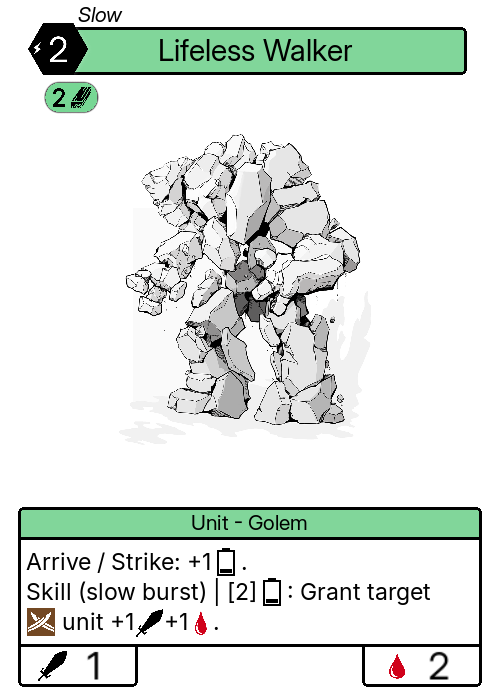 Slow
2 Lifeless Walker
2
Unit - Golem
Arrive / Strike: +1 .
Skill (slow burst) | [2] : Grant target
unit +1 +1 .
1 2